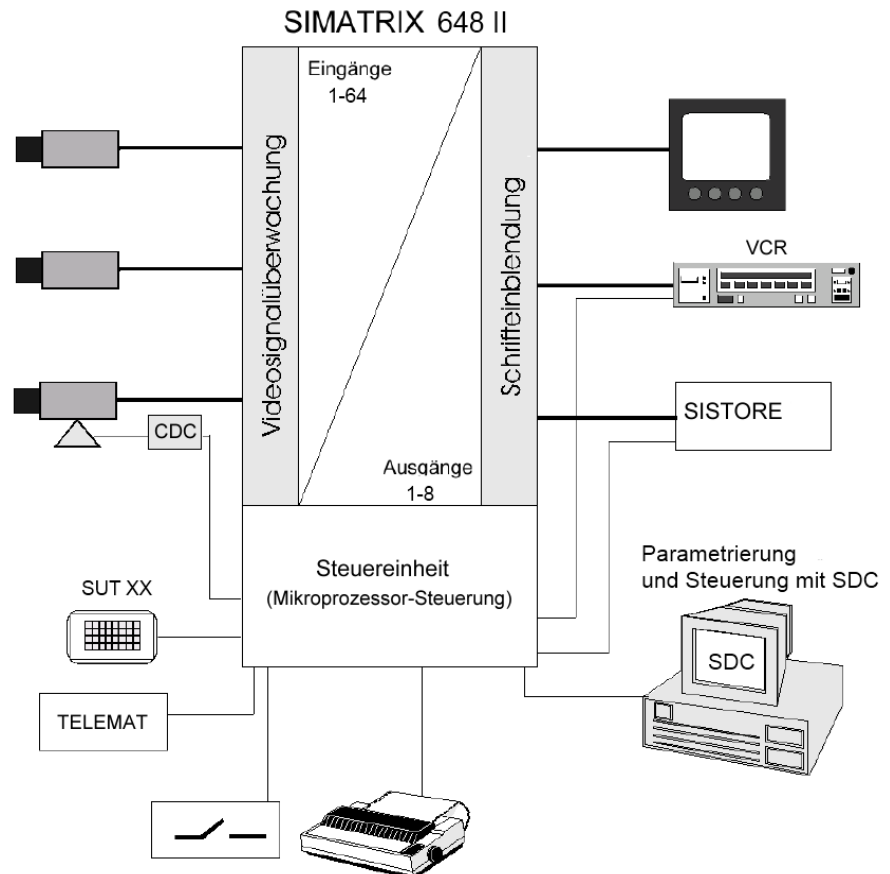 SIMATRIX 648 II
Eingänge
1-64
Videosignalüberwachung
Schrifteinblendung
VCR
SISTORE
CDC
Ausgänge
1-8
Steuereinheit
(Mikroprozessor-Steuerung)
Parametrierung
und Steuerung mit SDC
SUT XX
SDC
TELEMAT